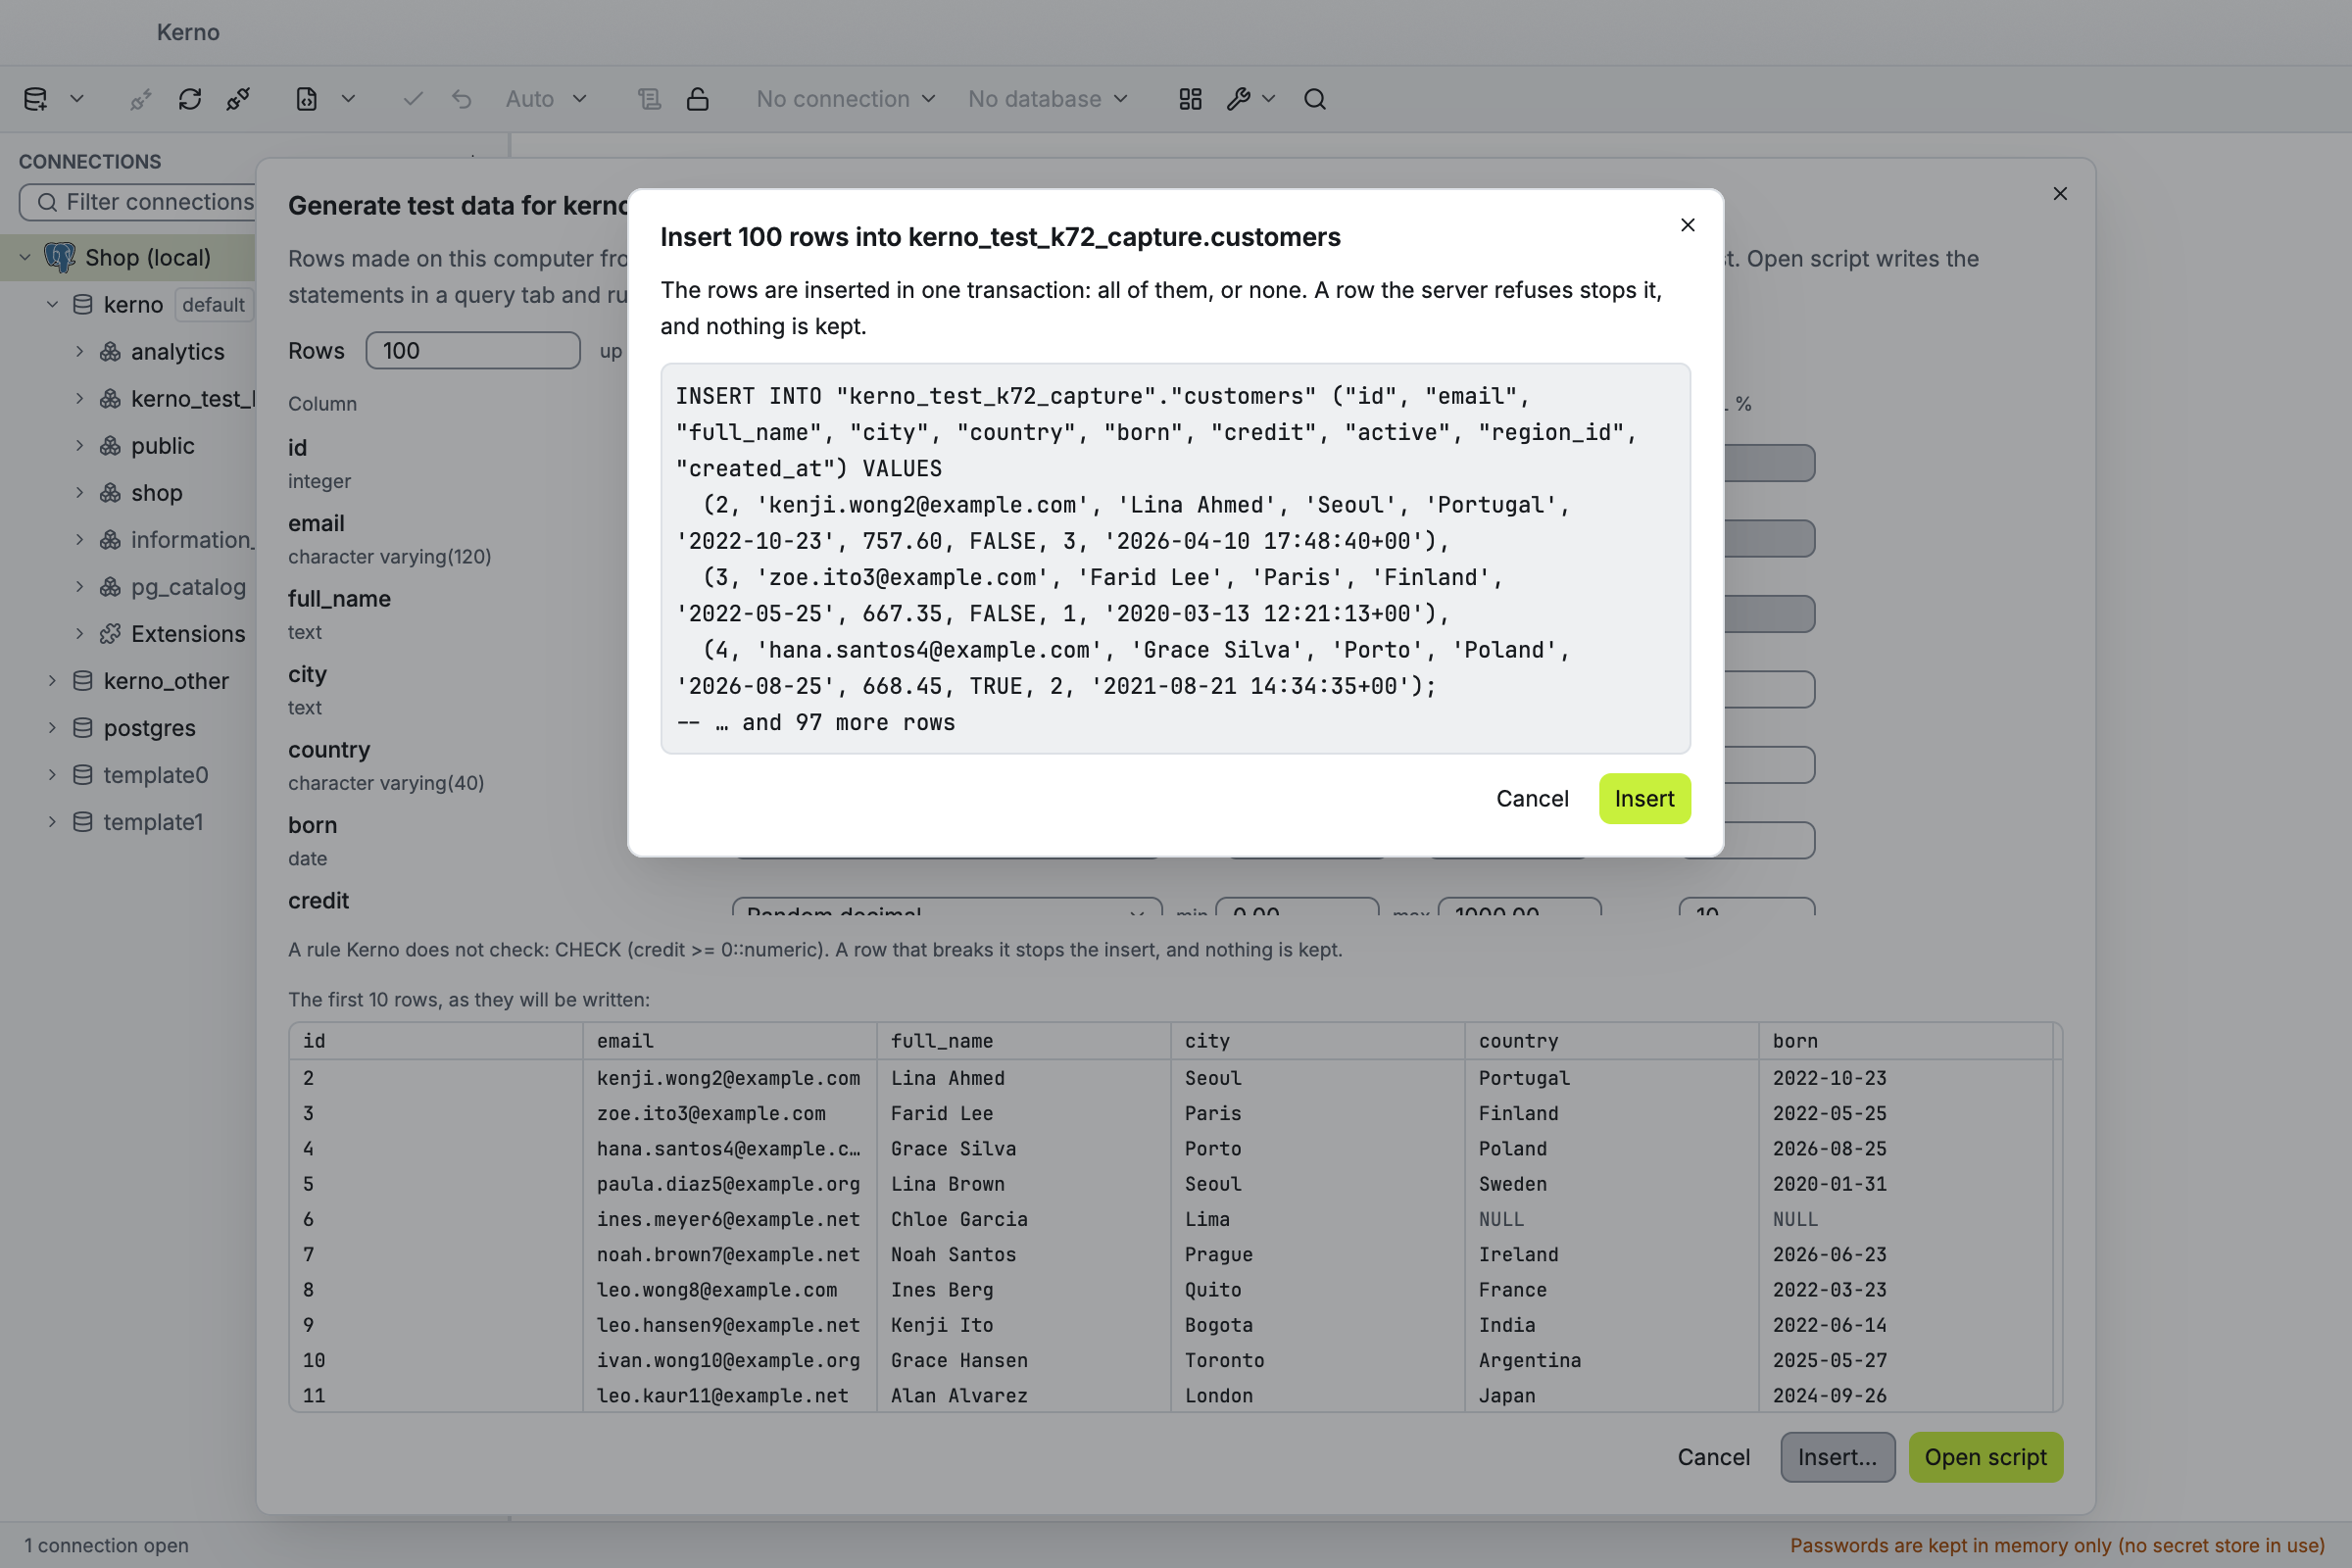 Kerno
Auto
No connection
No database
CONNECTIONS
Filter connections
Shop (local)
kerno default
analytics
kerno_test_
public
shop
information_
pg_catalog
Extensions
kerno_other
postgres
template0
template1
Generate test data for kerno
Rows made on this computer
t. Open script writes the
statements in a query tab and
Rows 100 up
Column
%
id
integer
email
character varying(120)
full_name
text
city
text
country
character varying(40)
born
date
credit
Random decimal min 0.00 max 1000.00 10
A rule Kerno does not check: CHECK (credit >= 0::numeric). A row that breaks it stops the insert, and nothing is kept.
The first 10 rows, as they will be written:
id email full_name city country born
2 kenji.wong2@example.com Lina Ahmed Seoul Portugal 2022-10-23
3 zoe.ito3@example.com Farid Lee Paris Finland 2022-05-25
4 hana.santos4@example.c… Grace Silva Porto Poland 2026-08-25
5 paula.diaz5@example.org Lina Brown Seoul Sweden 2020-01-31
6 ines.meyer6@example.net Chloe Garcia Lima NULL NULL
7 noah.brown7@example.net Noah Santos Prague Ireland 2026-06-23
8 leo.wong8@example.com Ines Berg Quito France 2022-03-23
9 leo.hansen9@example.net Kenji Ito Bogota India 2022-06-14
10 ivan.wong10@example.org Grace Hansen Toronto Argentina 2025-05-27
11 leo.kaur11@example.net Alan Alvarez London Japan 2024-09-26
Cancel Insert... Open script
Insert 100 rows into kerno_test_k72_capture.customers
The rows are inserted in one transaction: all of them, or none. A row the server refuses stops it,
and nothing is kept.
INSERT INTO "kerno_test_k72_capture"."customers" ("id", "email",
"full_name", "city", "country", "born", "credit", "active", "region_id",
"created_at") VALUES
(2, 'kenji.wong2@example.com', 'Lina Ahmed', 'Seoul', 'Portugal',
'2022-10-23', 757.60, FALSE, 3, '2026-04-10 17:48:40+00'),
(3, 'zoe.ito3@example.com', 'Farid Lee', 'Paris', 'Finland',
'2022-05-25', 667.35, FALSE, 1, '2020-03-13 12:21:13+00'),
(4, 'hana.santos4@example.com', 'Grace Silva', 'Porto', 'Poland',
'2026-08-25', 668.45, TRUE, 2, '2021-08-21 14:34:35+00');
-- … and 97 more rows
Cancel Insert
1 connection open
Passwords are kept in memory only (no secret store in use)